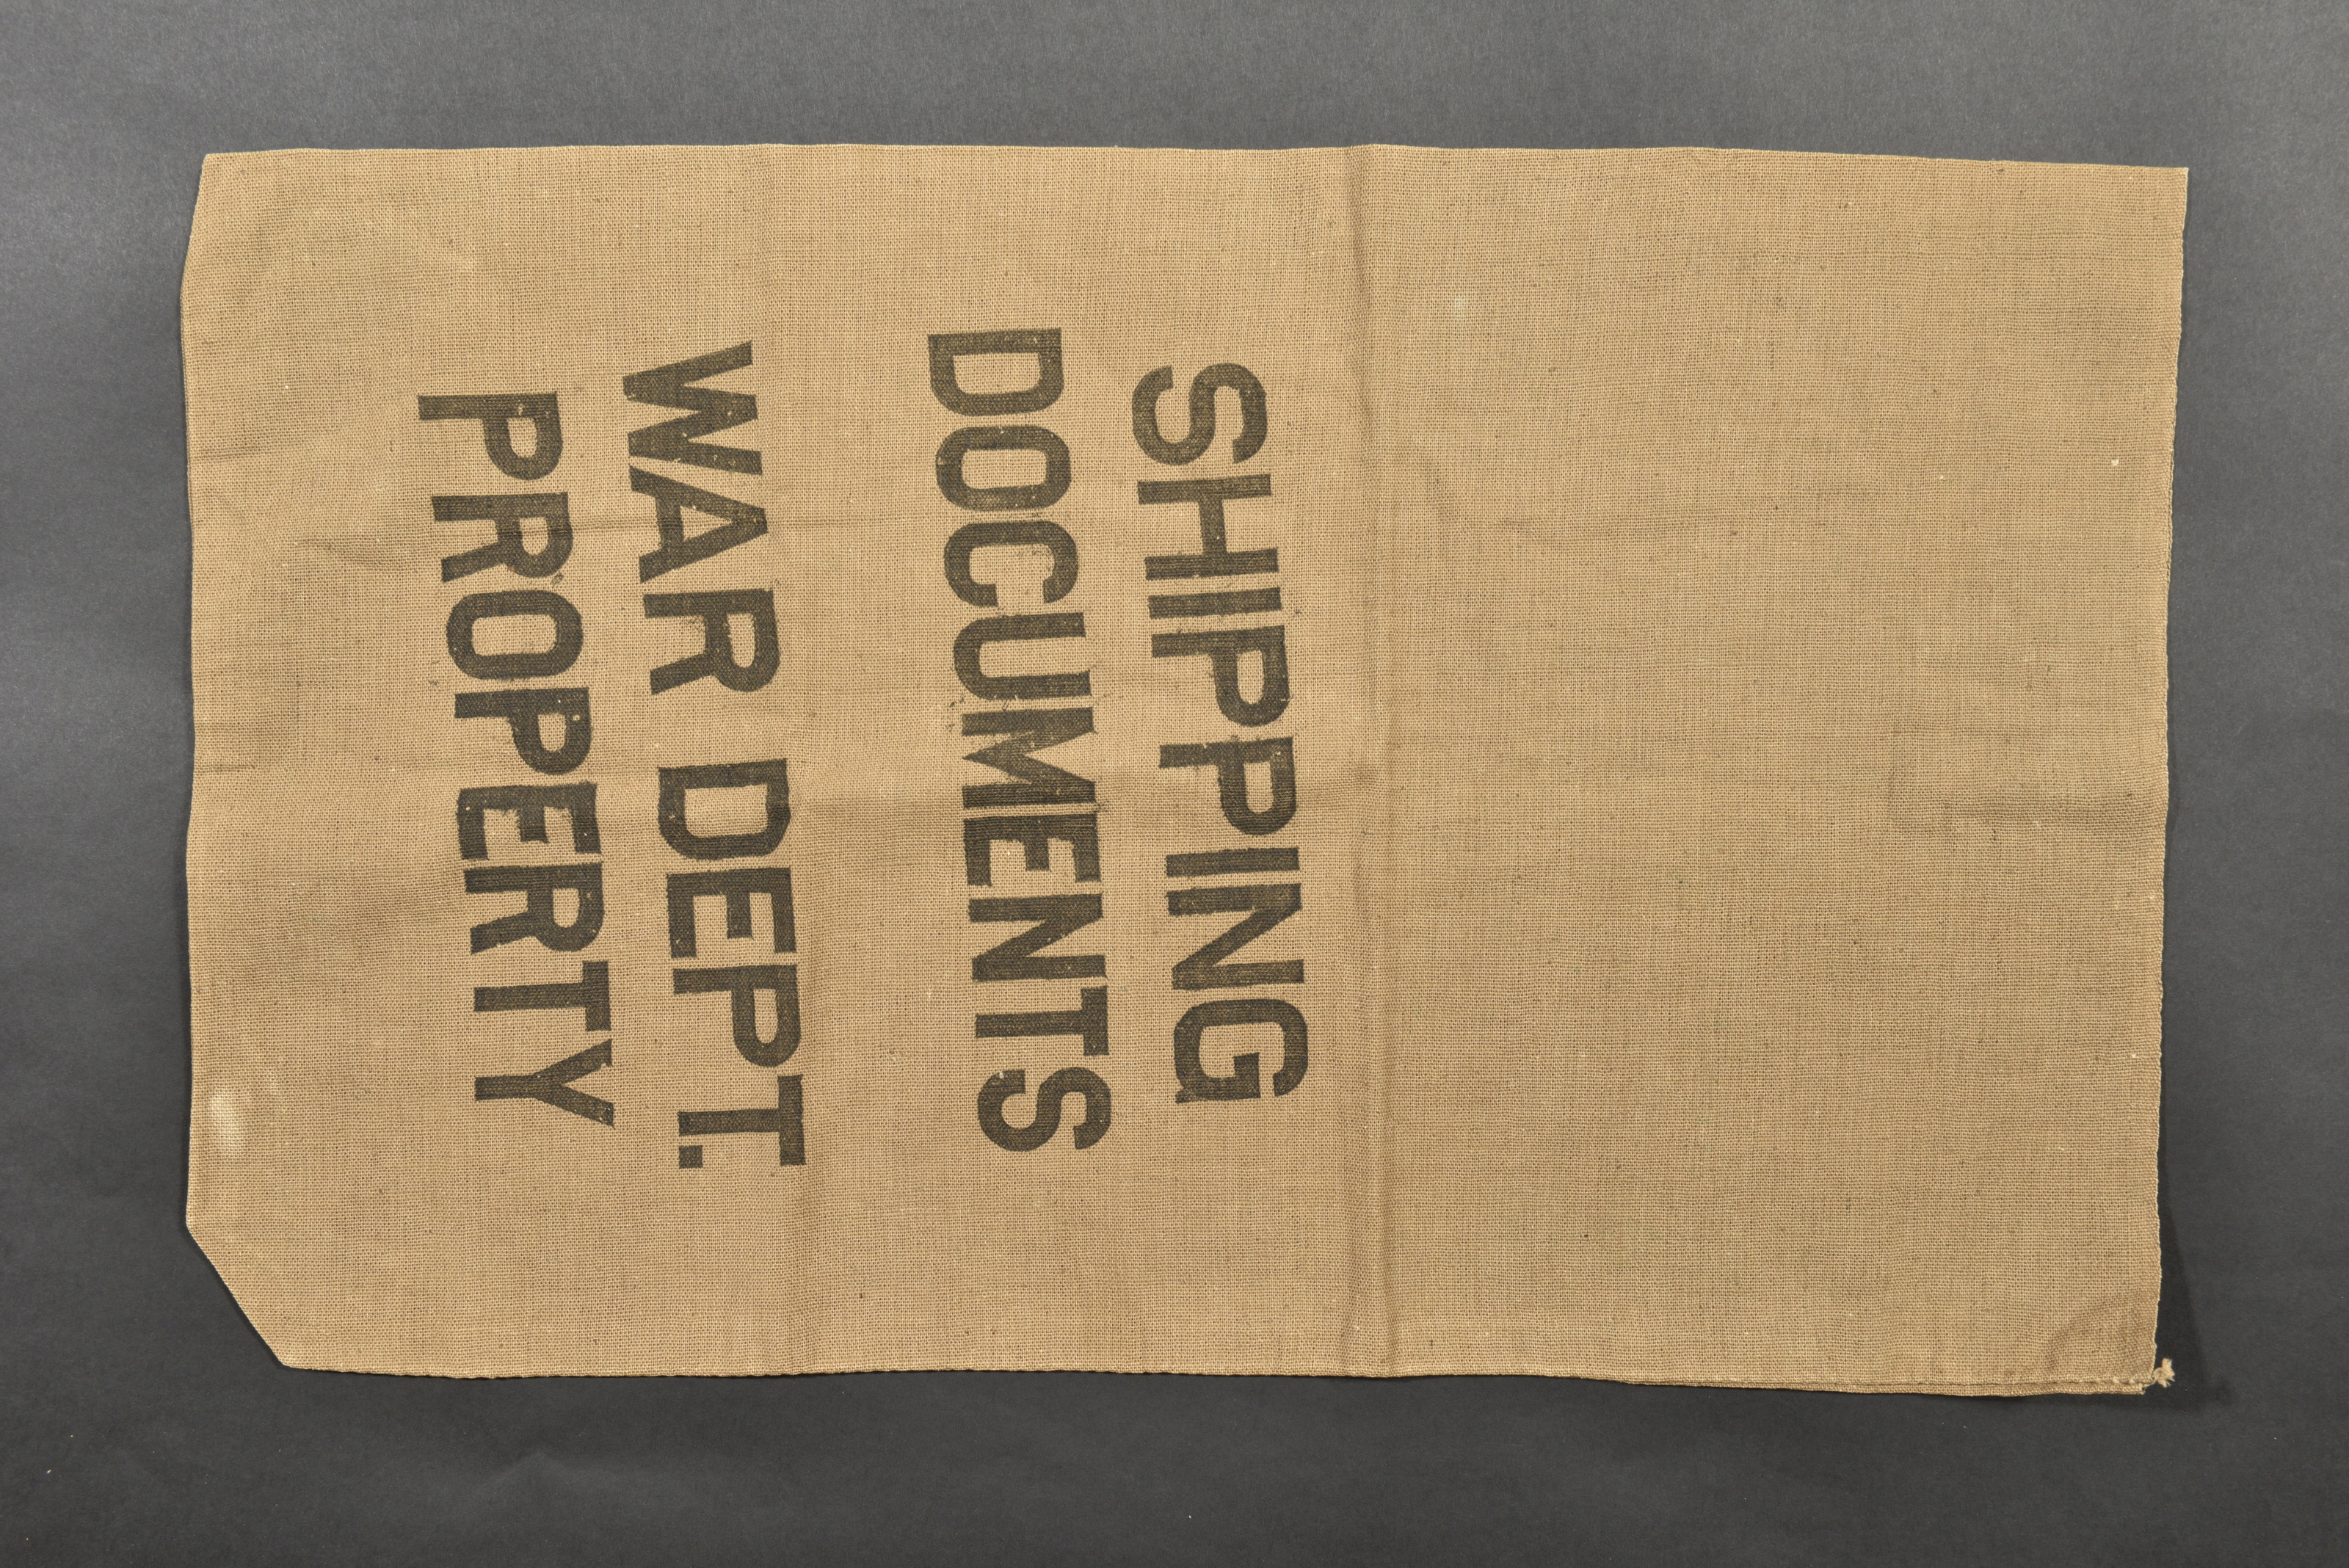 SHIPPING
DOCUMENTS
WAR DEPT.
PROPERTY